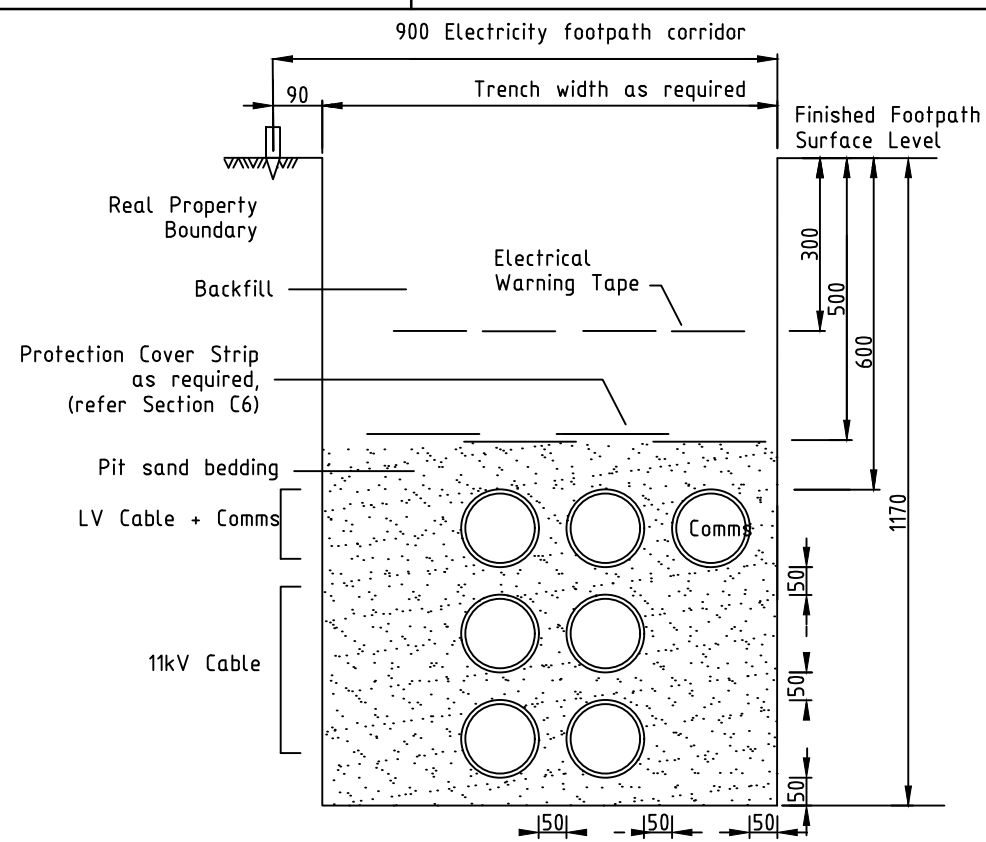 900 Electricity footpath corridor
90
Trench width as required
Finished Footpath
Surface Level
Real Property
Boundary
Backfill
Electrical
Warning Tape
300
500
600
1170
Protection Cover Strip
as required,
(refer Section C6)
Pit sand bedding
LV Cable + Comms
Comms
11kV Cable
50
50
50
50
50
50